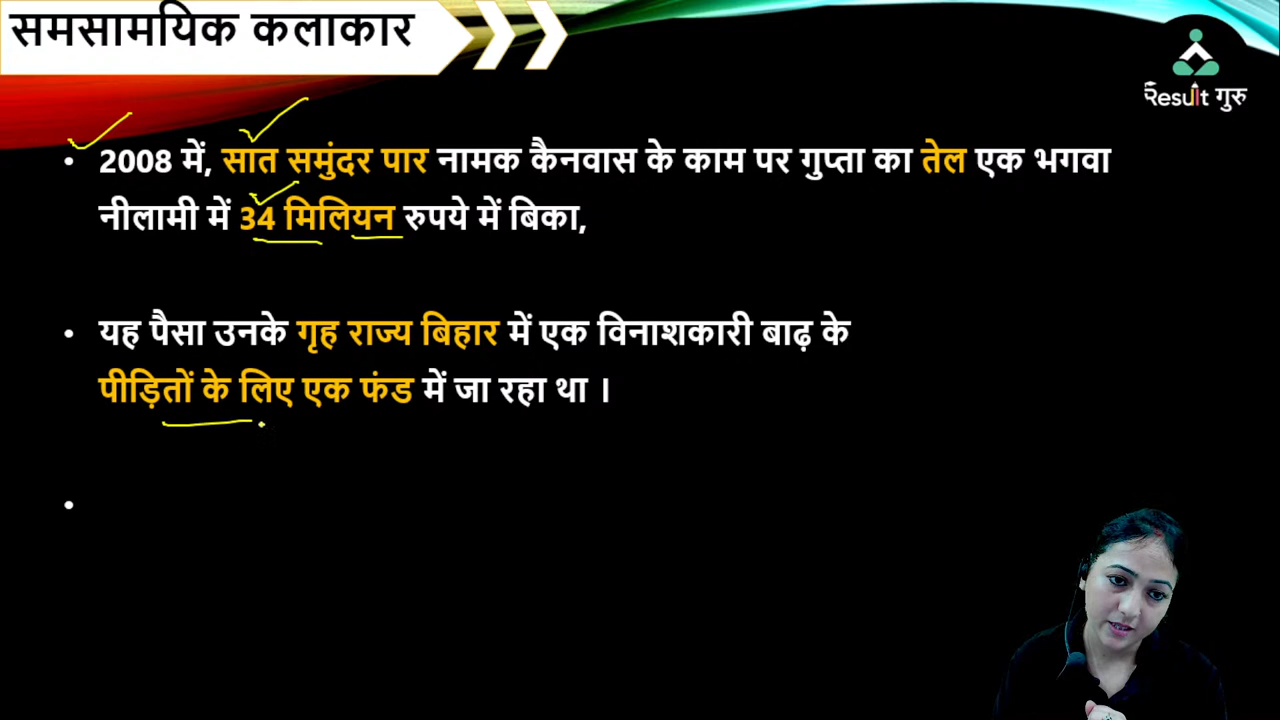 समसामयिक कलाकार
Result गुरु
• 2008 में, सात समुंदर पार नामक कैनवास के काम पर गुप्ता का तेल एक भगवा
नीलामी में 34 मिलियन रुपये में बिका,
• यह पैसा उनके गृह राज्य बिहार में एक विनाशकारी बाढ़ के
पीड़ितों के लिए एक फंड में जा रहा था ।
•